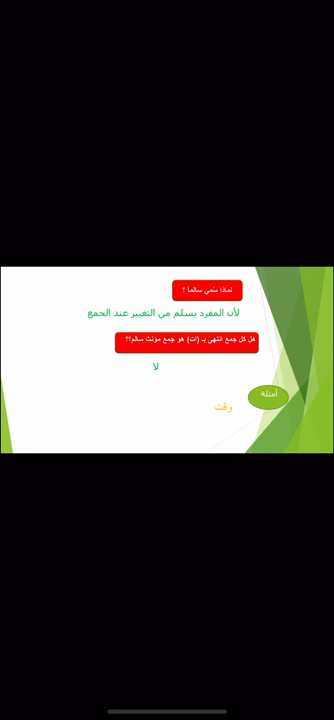 لماذا سُمي سالماً ؟
لأن المفرد يسلم من التغيير عند الجمع
هل كل جمع انتهى بـ (ات) هو جمع مؤنث سالم؟؟
لا
أمثلة
وقت